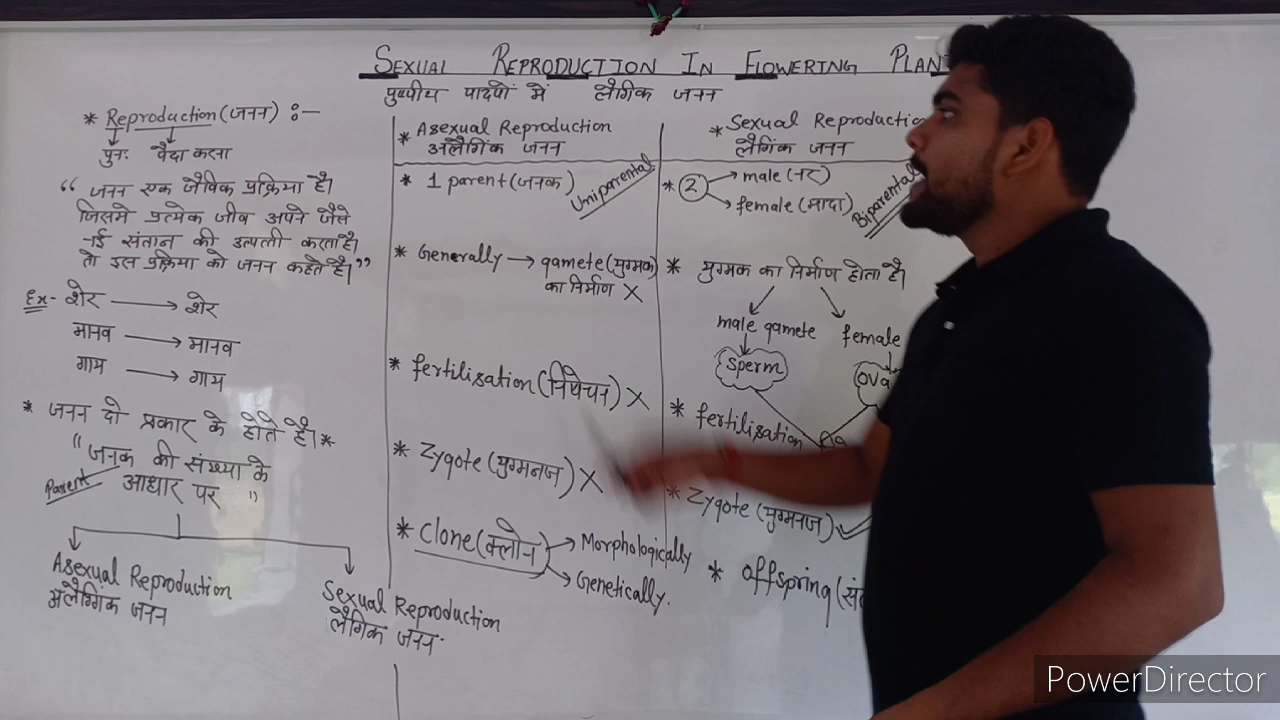 SEXUAL REPRODUCTION IN FLOWERING PLANT
पुष्पीय पादपों में लैंगिक जनन
* Reproduction (जनन) :-
पुनः पैदा करना
“ जनन एक जैविक प्रक्रिया है।
जिसमे प्रत्येक जीव अपने जैसे
नई संतान की उत्पत्ती करता है।
तो इस प्रक्रिया को जनन कहते है। ”
Ex- शेर → शेर
मानव → मानव
गाय → गाय
* जनन दो प्रकार के होते है। *
“ जनक की संख्या के
Parent
आधार पर ”
Asexual Reproduction
अलैंगिक जनन
Sexual Reproduction
लैंगिक जनन
* Asexual Reproduction
अलैंगिक जनन
* 1 parent (जनक)
Uniparental
* Generally → gamete (युग्मक)
का निर्माण X
* fertilisation (निषेचन) X
* Zygote (युग्मनज) X
* Clone (क्लोन) → Morphologically
→ Genetically.
* Sexual Reproductio
लैंगिक जनन
* 2 → male (नर)
→ female (मादा)
Biparental
* युग्मक का निर्माण होता है।
male gamete female
Sperm
Ova
* fertilisation
* Zygote (युग्मनज) ✓
* offspring (सं
PowerDirector